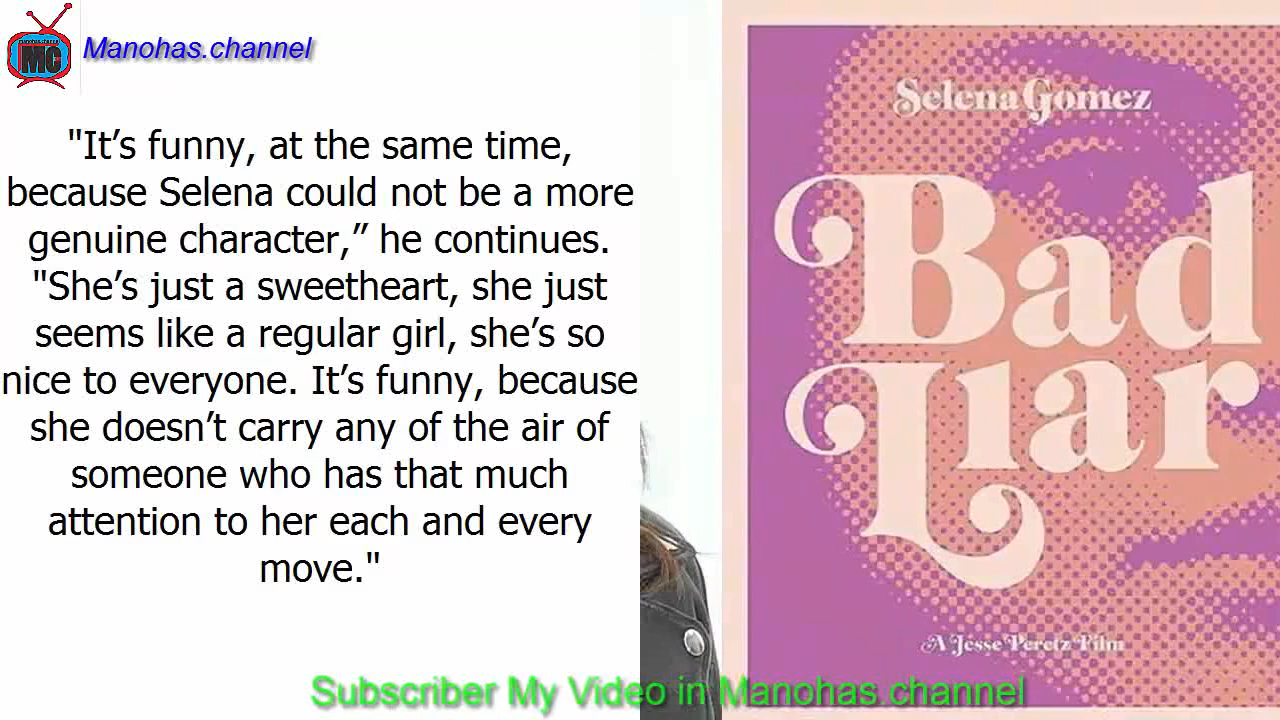 manohas.channel
MC
Manohas.channel
"It’s funny, at the same time,
because Selena could not be a more
genuine character,” he continues.
"She’s just a sweetheart, she just
seems like a regular girl, she’s so
nice to everyone. It’s funny, because
she doesn’t carry any of the air of
someone who has that much
attention to her each and every
move."
Selena Gomez
Bad
Liar
A Jesse Peretz Film
Subscriber My Video in Manohas.channel